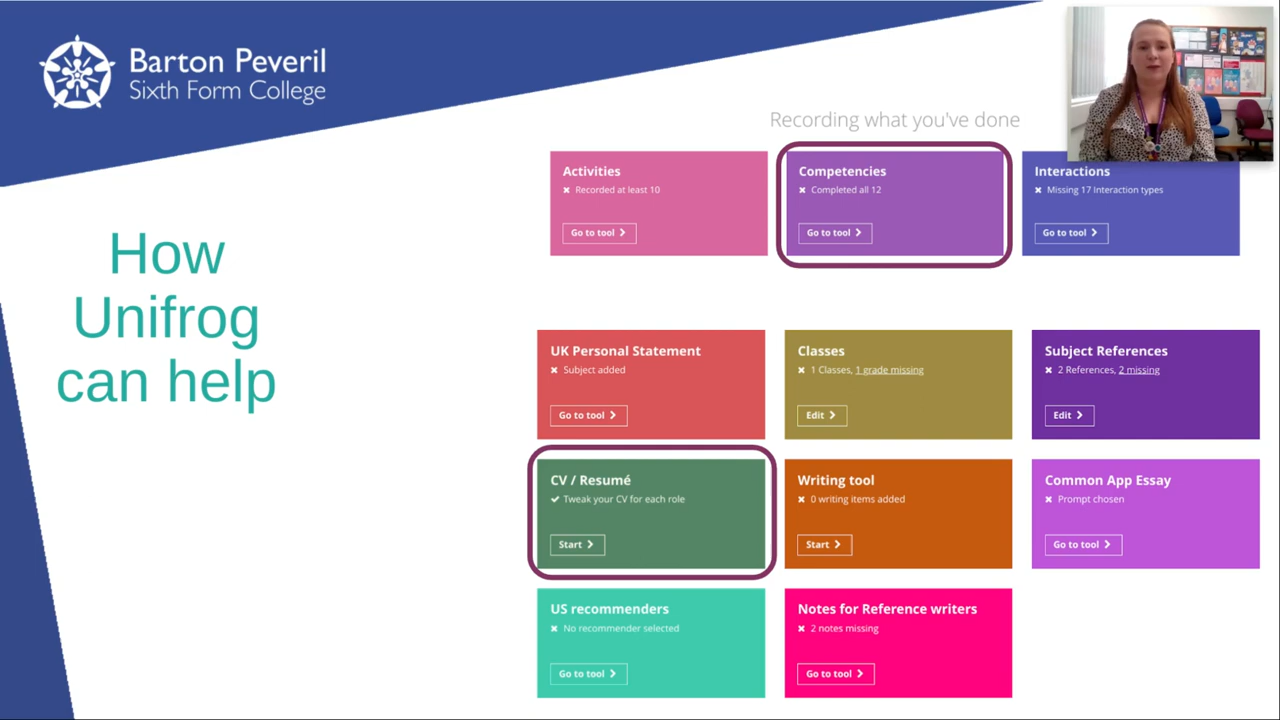 Barton Peveril
Sixth Form College
Recording what you've done
Activities
✖ Recorded at least 10
Go to tool >
Competencies
✖ Completed all 12
Go to tool >
Interactions
✖ Missing 17 Interaction types
Go to tool >
How
Unifrog
can help
UK Personal Statement
✖ Subject added
Go to tool >
Classes
✖ 1 Classes, 1 grade missing
Edit >
Subject References
✖ 2 References, 2 missing
Edit >
CV / Resumé
✔ Tweak your CV for each role
Start >
Writing tool
✖ 0 writing items added
Start >
Common App Essay
✖ Prompt chosen
Go to tool >
US recommenders
✖ No recommender selected
Go to tool >
Notes for Reference writers
✖ 2 notes missing
Go to tool >